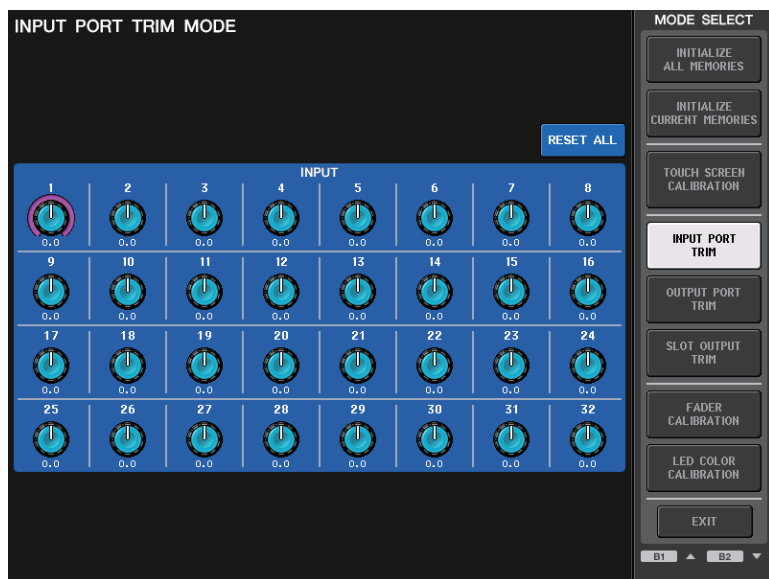 INPUT PORT TRIM MODE
RESET ALL
INPUT
1 2 3 4 5 6 7 8
0.0 0.0 0.0 0.0 0.0 0.0 0.0 0.0
9 10 11 12 13 14 15 16
0.0 0.0 0.0 0.0 0.0 0.0 0.0 0.0
17 18 19 20 21 22 23 24
0.0 0.0 0.0 0.0 0.0 0.0 0.0 0.0
25 26 27 28 29 30 31 32
0.0 0.0 0.0 0.0 0.0 0.0 0.0 0.0
MODE SELECT
INITIALIZE
ALL MEMORIES
INITIALIZE
CURRENT MEMORIES
TOUCH SCREEN
CALIBRATION
INPUT PORT
TRIM
OUTPUT PORT
TRIM
SLOT OUTPUT
TRIM
FADER
CALIBRATION
LED COLOR
CALIBRATION
EXIT
B1 ▲ B2 ▼